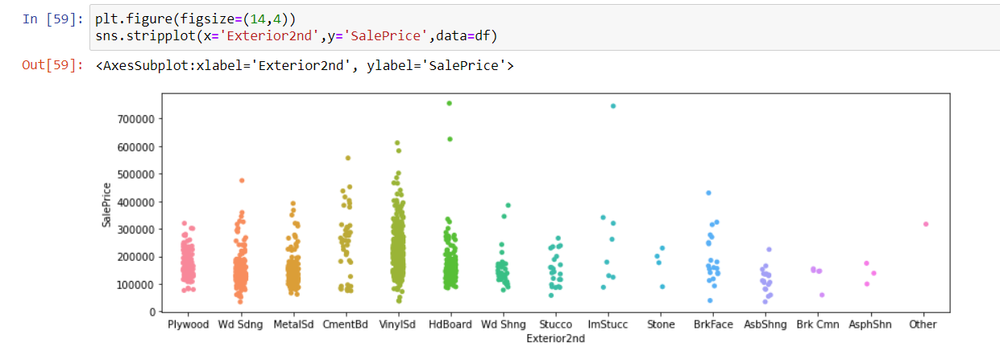 In [59]: plt.figure(figsize=(14,4))
sns.stripplot(x='Exterior2nd',y='SalePrice',data=df)
Out[59]: <AxesSubplot:xlabel='Exterior2nd', ylabel='SalePrice'>
700000
600000
500000
400000
300000
200000
100000
0
SalePrice
Plywood Wd Sdng MetalSd CmentBd VinylSd HdBoard Wd Shng Stucco ImStucc Stone BrkFace AsbShng Brk Cmn AsphShn Other
Exterior2nd